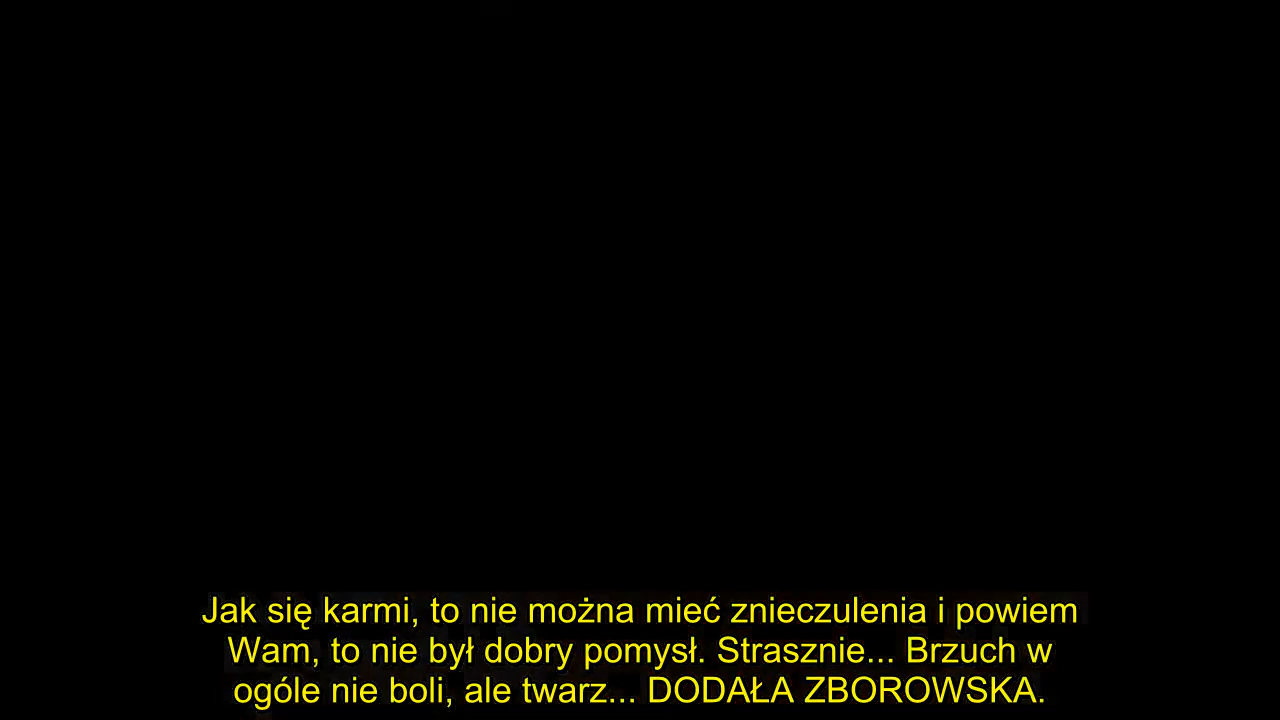 Jak się karmi, to nie można mieć znieczulenia i powiem
Wam, to nie był dobry pomysł. Strasznie... Brzuch w
ogóle nie boli, ale twarz... DODAŁA ZBOROWSKA.